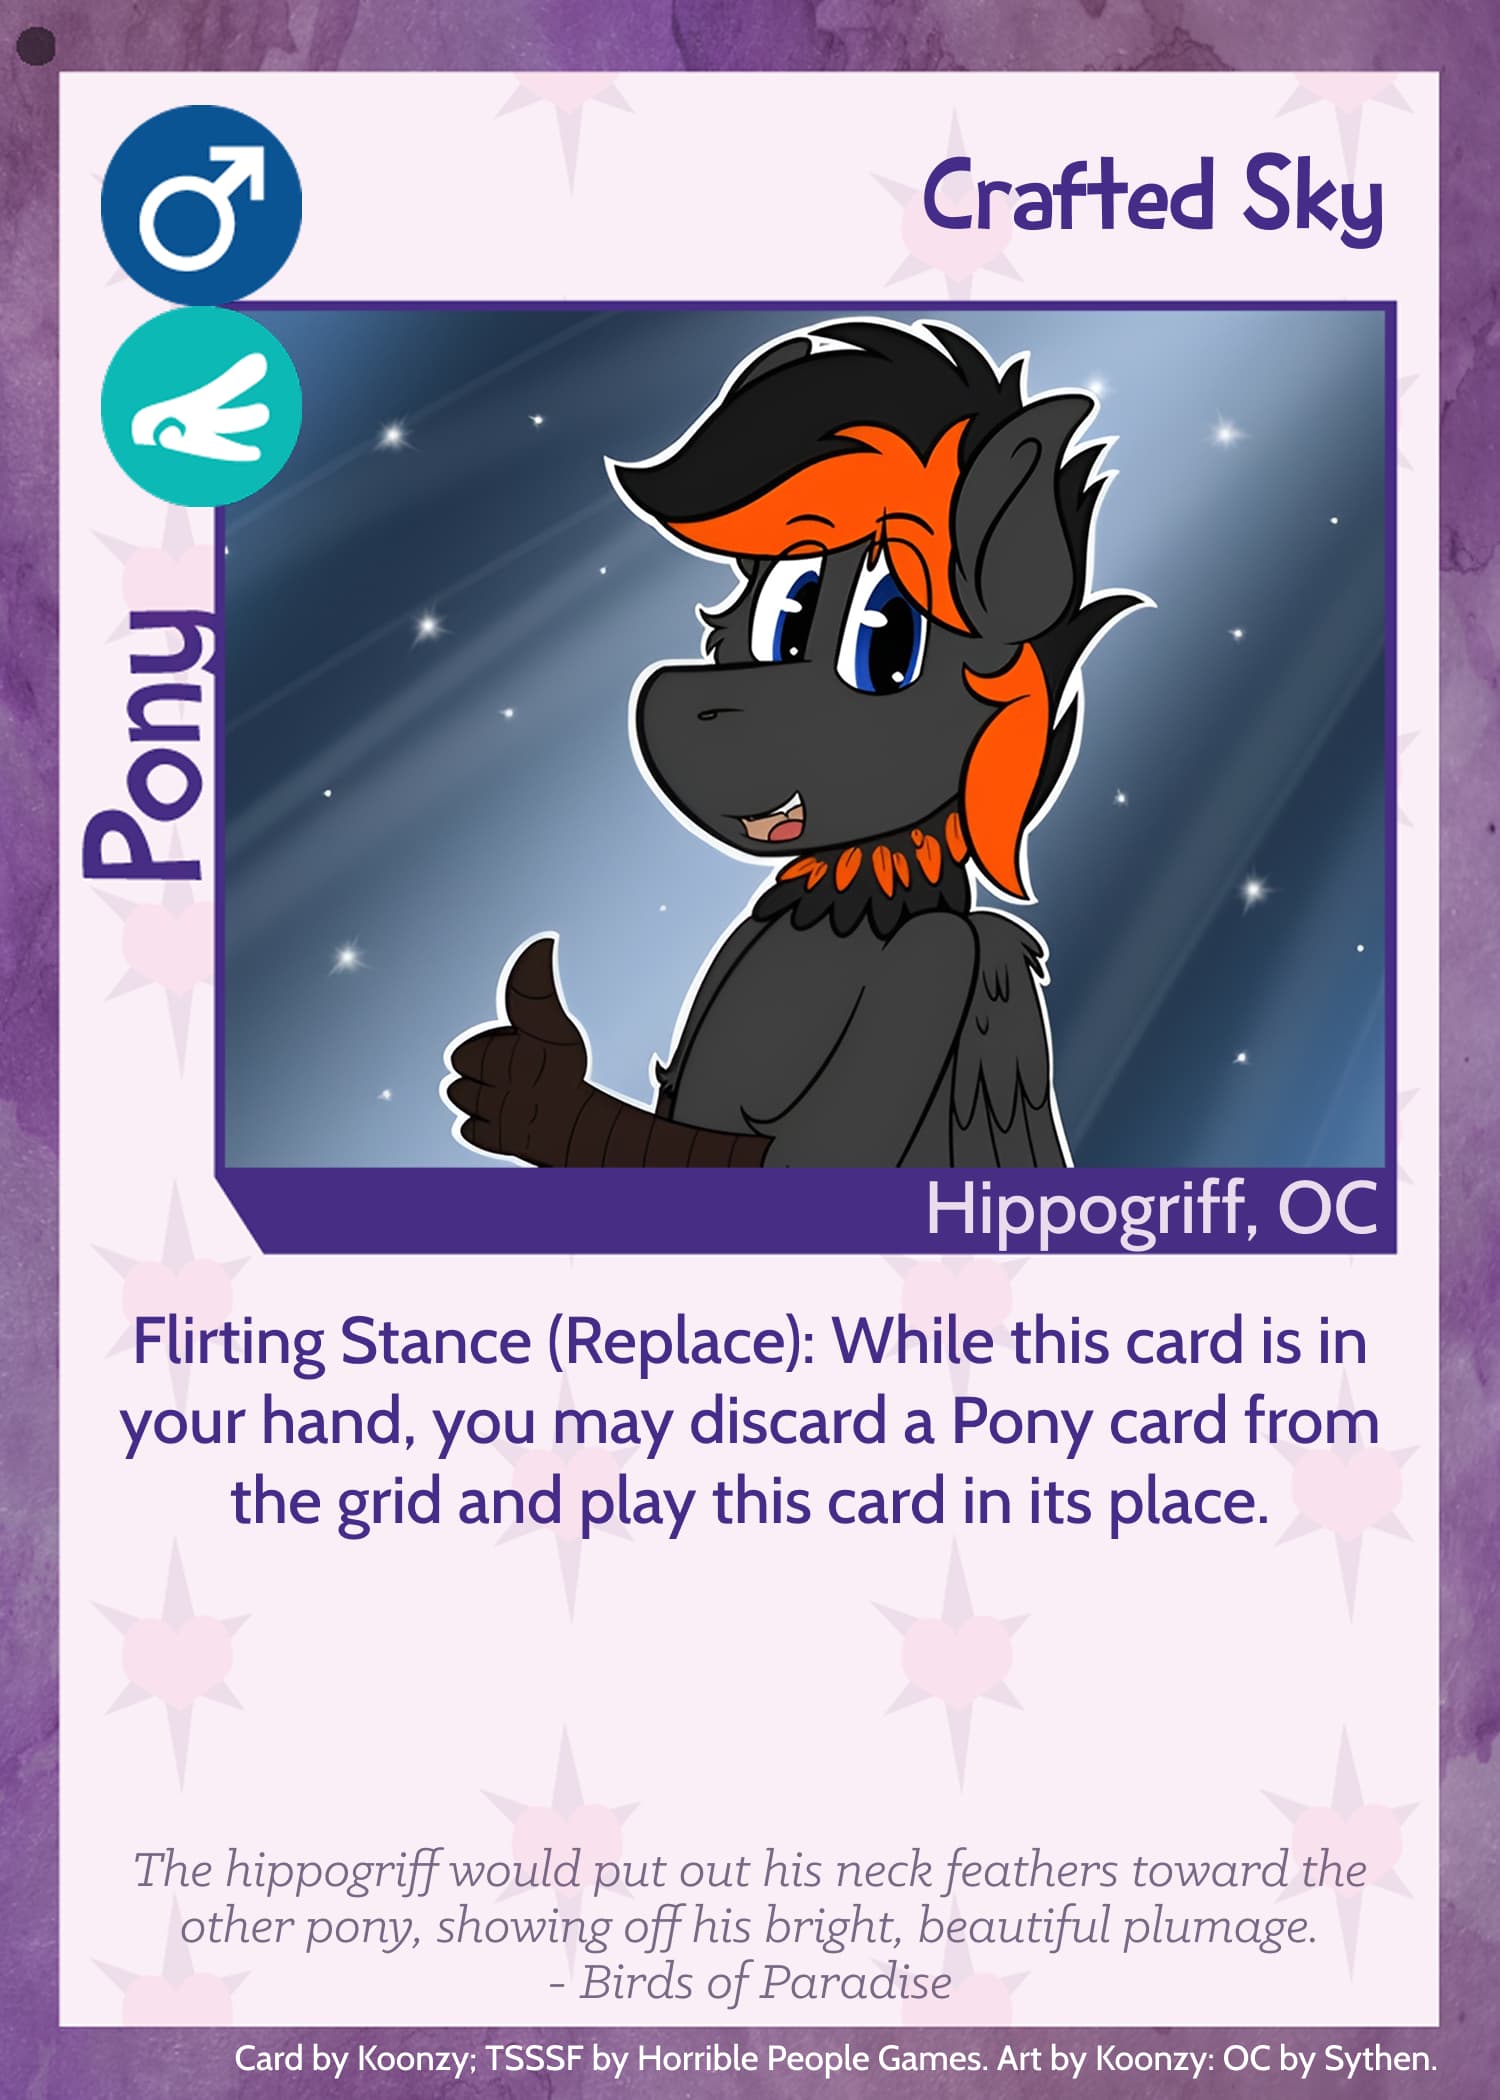 Crafted Sky
Pony
Hippogriff, OC
Flirting Stance (Replace): While this card is in
your hand, you may discard a Pony card from
the grid and play this card in its place.
The hippogriff would put out his neck feathers toward the
other pony, showing off his bright, beautiful plumage.
- Birds of Paradise
Card by Koonzy; TSSSF by Horrible People Games. Art by Koonzy: OC by Sythen.